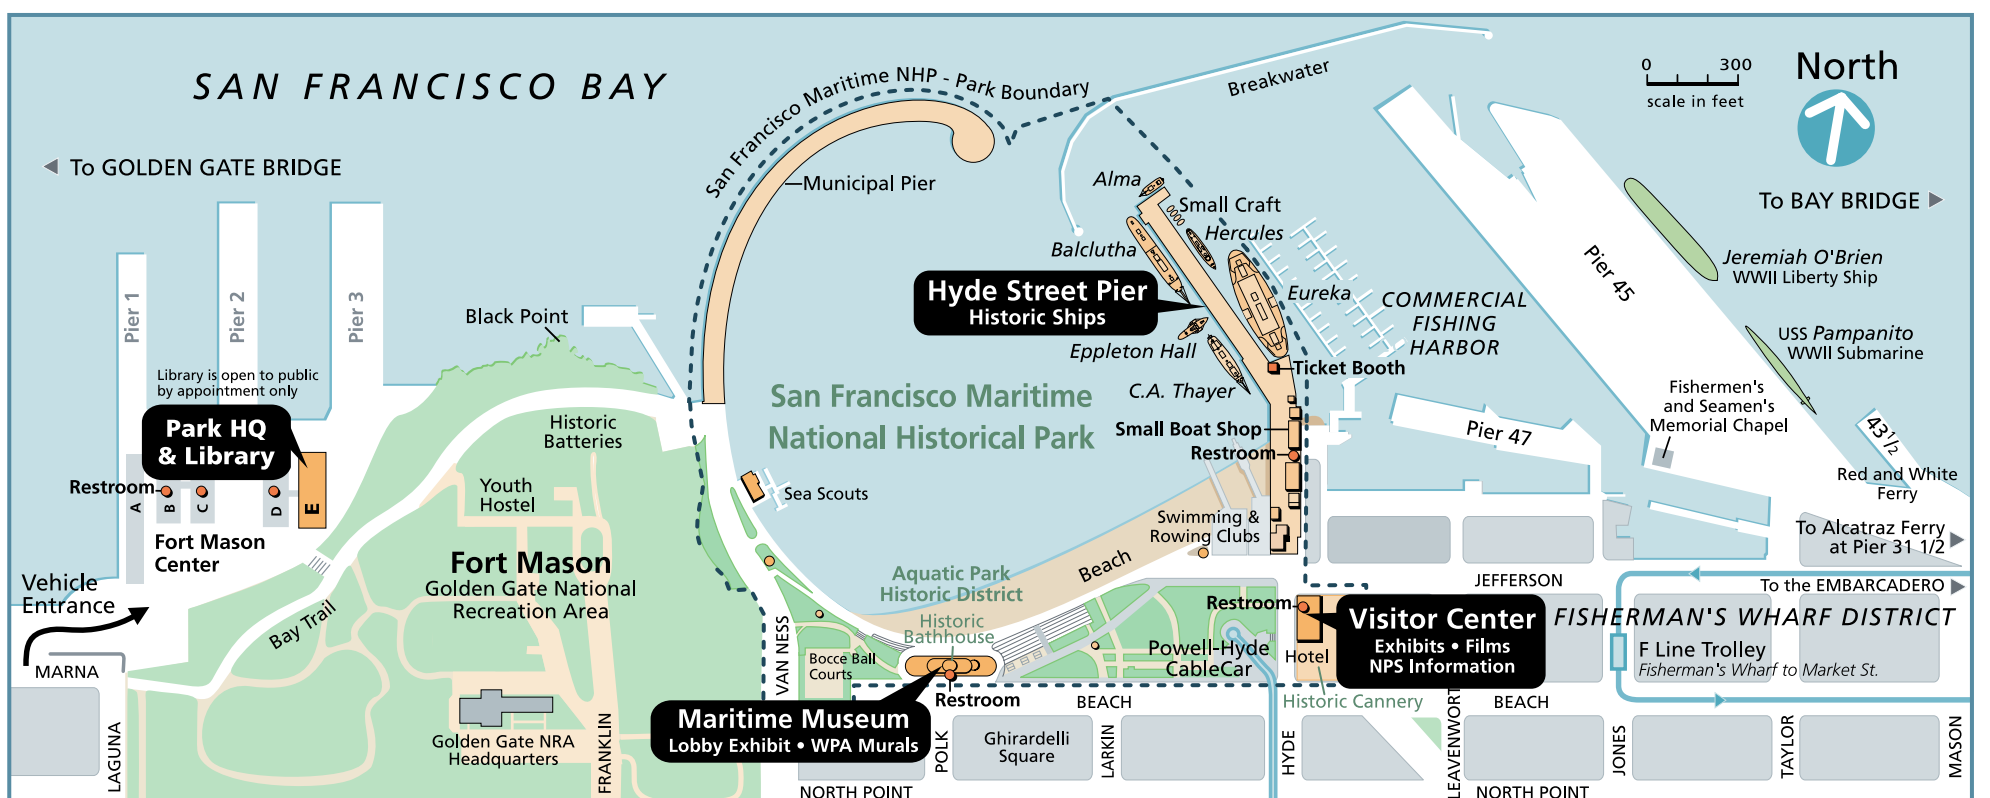 SAN FRANCISCO BAY
San Francisco Maritime NHP - Park Boundary
Breakwater
0 300
scale in feet
North
To GOLDEN GATE BRIDGE
To BAY BRIDGE
Municipal Pier
Alma
Small Craft
Hercules
Balclutha
Hyde Street Pier
Historic Ships
Eureka
Eppleton Hall
C.A. Thayer
Ticket Booth
COMMERCIAL
FISHING
HARBOR
Pier 45
Jeremiah O'Brien
WWII Liberty Ship
USS Pampanito
WWII Submarine
Fishermen's
and Seamen's
Memorial Chapel
Pier 47
43 1/2
Red and White
Ferry
To Alcatraz Ferry
at Pier 31 1/2
To the EMBARCADERO
Pier 1
Pier 2
Pier 3
Black Point
Library is open to public
by appointment only
Park HQ
& Library
Restroom
A
B
C
D
E
Fort Mason
Center
Vehicle
Entrance
Historic
Batteries
Youth
Hostel
Fort Mason
Golden Gate National
Recreation Area
Bay Trail
San Francisco Maritime
National Historical Park
Small Boat Shop
Restroom
Sea Scouts
Swimming &
Rowing Clubs
Beach
Aquatic Park
Historic District
Historic
Bathhouse
Bocce Ball
Courts
Restroom
Powell-Hyde
CableCar
Hotel
Visitor Center
Exhibits • Films
NPS Information
Historic Cannery
JEFFERSON
FISHERMAN'S WHARF DISTRICT
F Line Trolley
Fisherman's Wharf to Market St.
MARNA
LAGUNA
Golden Gate NRA
Headquarters
FRANKLIN
VAN NESS
Maritime Museum
Lobby Exhibit • WPA Murals
Restroom
BEACH
BEACH
POLK
Ghirardelli
Square
LARKIN
HYDE
LEAVENWORT
JONES
TAYLOR
MASON
NORTH POINT
NORTH POINT